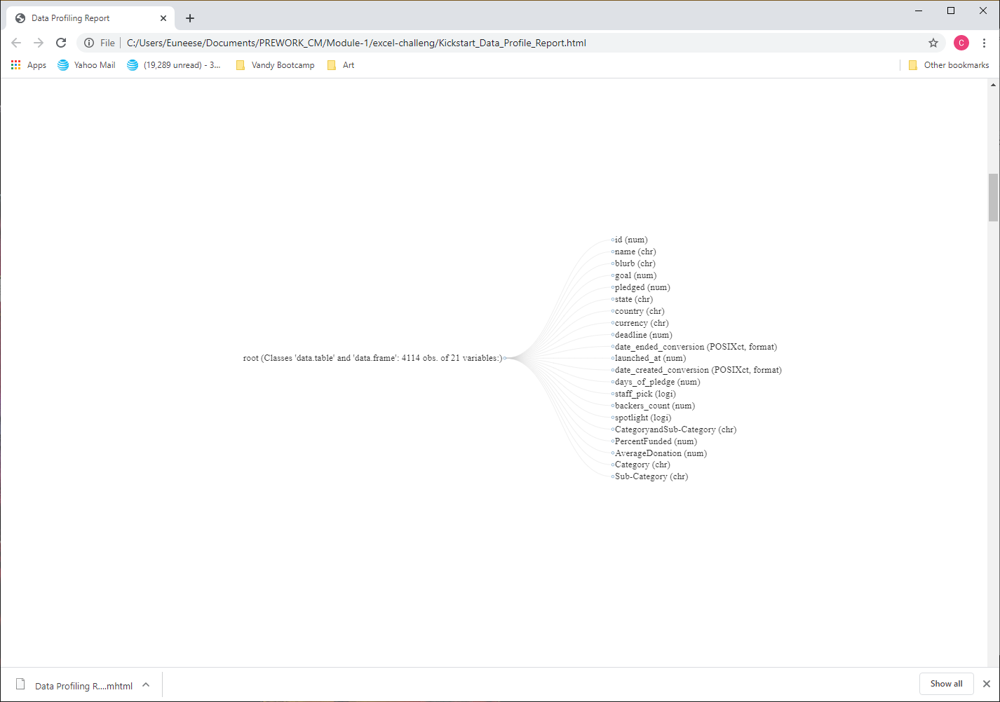 Data Profiling Report
File
C:/Users/Euneese/Documents/PREWORK_CM/Module-1/excel-challeng/Kickstart_Data_Profile_Report.html
C
Apps
Yahoo Mail
(19,289 unread) - 3...
Vandy Bootcamp
Art
Other bookmarks
id (num)
name (chr)
blurb (chr)
goal (num)
pledged (num)
state (chr)
country (chr)
currency (chr)
deadline (num)
date_ended_conversion (POSIXct, format)
root (Classes 'data.table' and 'data.frame': 4114 obs. of 21 variables:)
launched_at (num)
date_created_conversion (POSIXct, format)
days_of_pledge (num)
staff_pick (logi)
backers_count (num)
spotlight (logi)
CategoryandSub-Category (chr)
PercentFunded (num)
AverageDonation (num)
Category (chr)
Sub-Category (chr)
Data Profiling R....mhtml
Show all